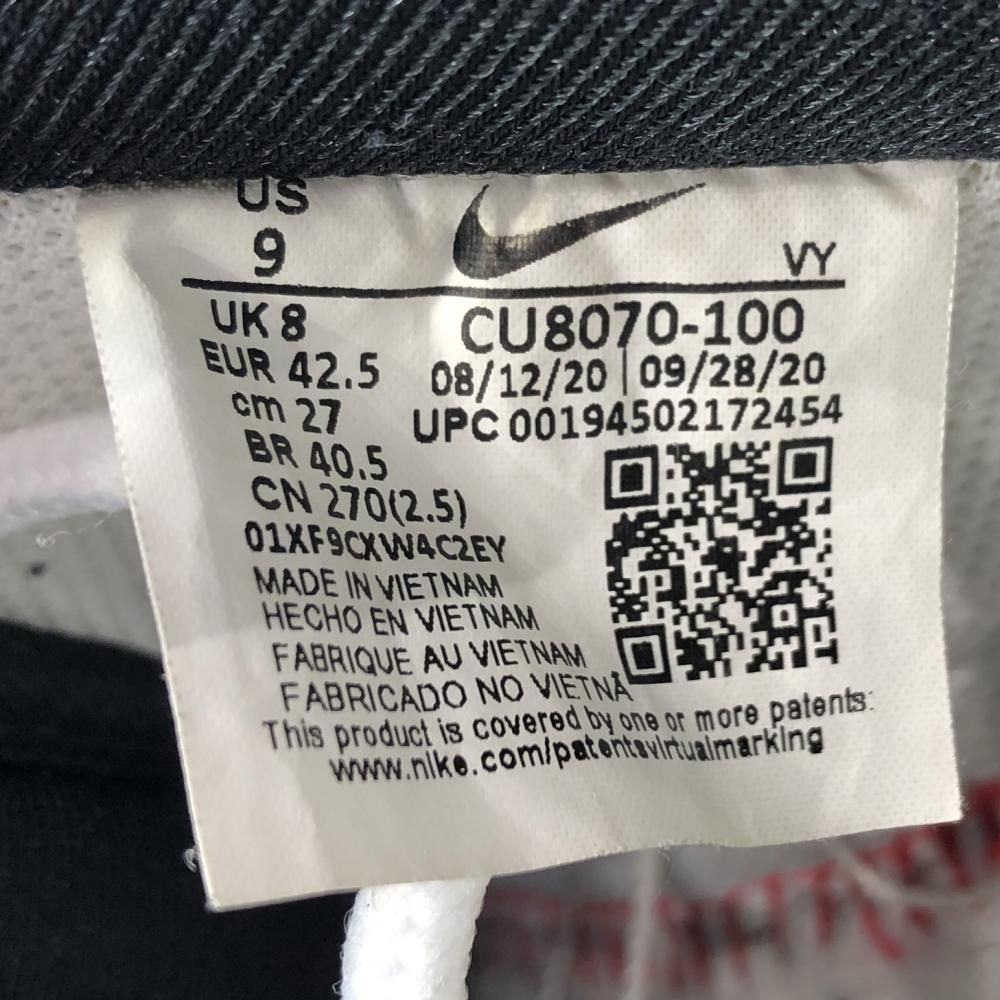 US
9
VY
UK 8
CU8070-100
EUR 42.5
08/12/20 | 09/28/20
cm 27
UPC 00194502172454
BR 40.5
CN 270(2.5)
01XF9CXW4C2EY
MADE IN VIETNAM
HECHO EN VIETNAM
FABRIQUE AU VIETNAM
FABRICADO NO VIETNÃ
This product is covered by one or more patents:
www.nike.com/patentsvirtualmarking